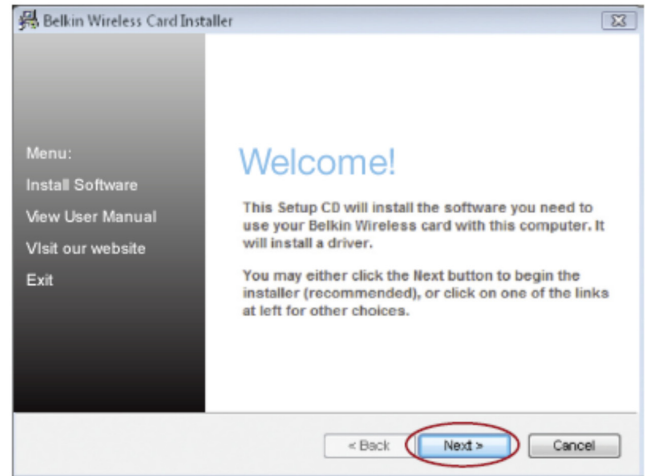 Belkin Wireless Card Installer
Menu:
Install Software
View User Manual
VIsit our website
Exit
Welcome!
This Setup CD will install the software you need to
use your Belkin Wireless card with this computer. It
will install a driver.
You may either click the Next button to begin the
installer (recommended), or click on one of the links
at left for other choices.
< Back
Next >
Cancel